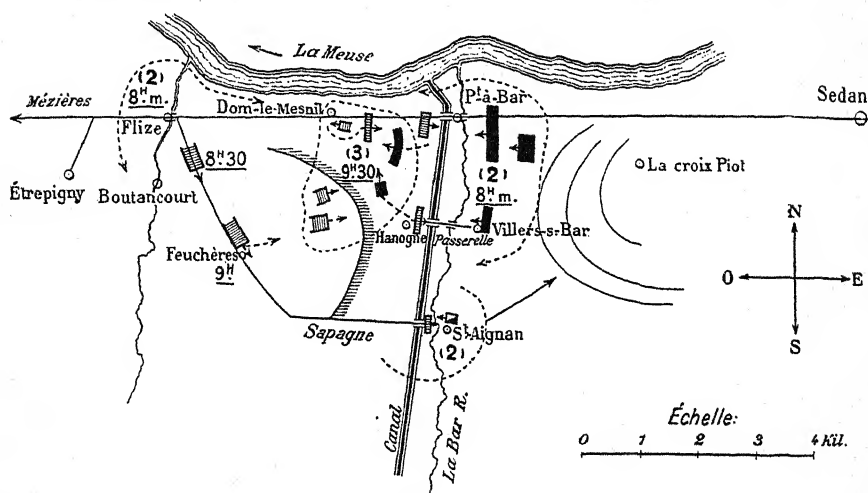 La Meuse
(2)
8ᴴ.m.
Mézières
Flize
Dom-le-Mesnil
Pᵗ à Bar
Sedan
(3)
9ᴴ30
(2)
8ᴴ.m.
La croix Piot
8ᴴ30
Étrepigny
Boutancourt
Hanogne
Passerelle
Villers-sʳ-Bar
Feuchères
9ᴴ.
N
O
E
S
Sapagne
Sᵗ Aignan
(2)
Canal
La Bar R.
Échelle:
0 1 2 3 4 Kil.